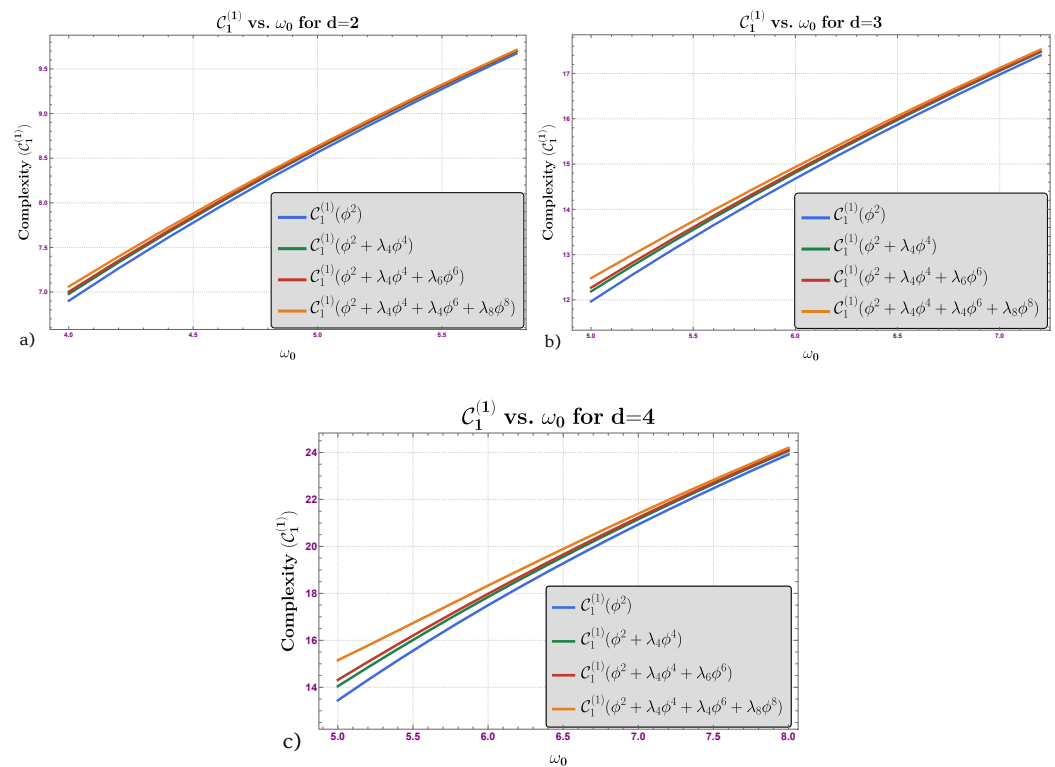 𝒞₁⁽¹⁾ vs. ω₀ for d=2
Complexity (𝒞₁⁽¹⁾)
9.5
9.0
8.5
8.0
7.5
7.0
𝒞₁⁽¹⁾(ϕ²)
𝒞₁⁽¹⁾(ϕ² + λ₄ϕ⁴)
𝒞₁⁽¹⁾(ϕ² + λ₄ϕ⁴ + λ₆ϕ⁶)
𝒞₁⁽¹⁾(ϕ² + λ₄ϕ⁴ + λ₄ϕ⁶ + λ₈ϕ⁸)
4.0 4.5 5.0 5.5
a)
ω₀
𝒞₁⁽¹⁾ vs. ω₀ for d=3
Complexity (𝒞₁⁽¹⁾)
17
16
15
14
13
12
𝒞₁⁽¹⁾(ϕ²)
𝒞₁⁽¹⁾(ϕ² + λ₄ϕ⁴)
𝒞₁⁽¹⁾(ϕ² + λ₄ϕ⁴ + λ₆ϕ⁶)
𝒞₁⁽¹⁾(ϕ² + λ₄ϕ⁴ + λ₄ϕ⁶ + λ₈ϕ⁸)
5.0 5.5 6.0 6.5 7.0
b)
ω₀
𝒞₁⁽¹⁾ vs. ω₀ for d=4
Complexity (𝒞₁⁽¹⁾)
24
22
20
18
16
14
𝒞₁⁽¹⁾(ϕ²)
𝒞₁⁽¹⁾(ϕ² + λ₄ϕ⁴)
𝒞₁⁽¹⁾(ϕ² + λ₄ϕ⁴ + λ₆ϕ⁶)
𝒞₁⁽¹⁾(ϕ² + λ₄ϕ⁴ + λ₄ϕ⁶ + λ₈ϕ⁸)
5.0 5.5 6.0 6.5 7.0 7.5 8.0
c)
ω₀